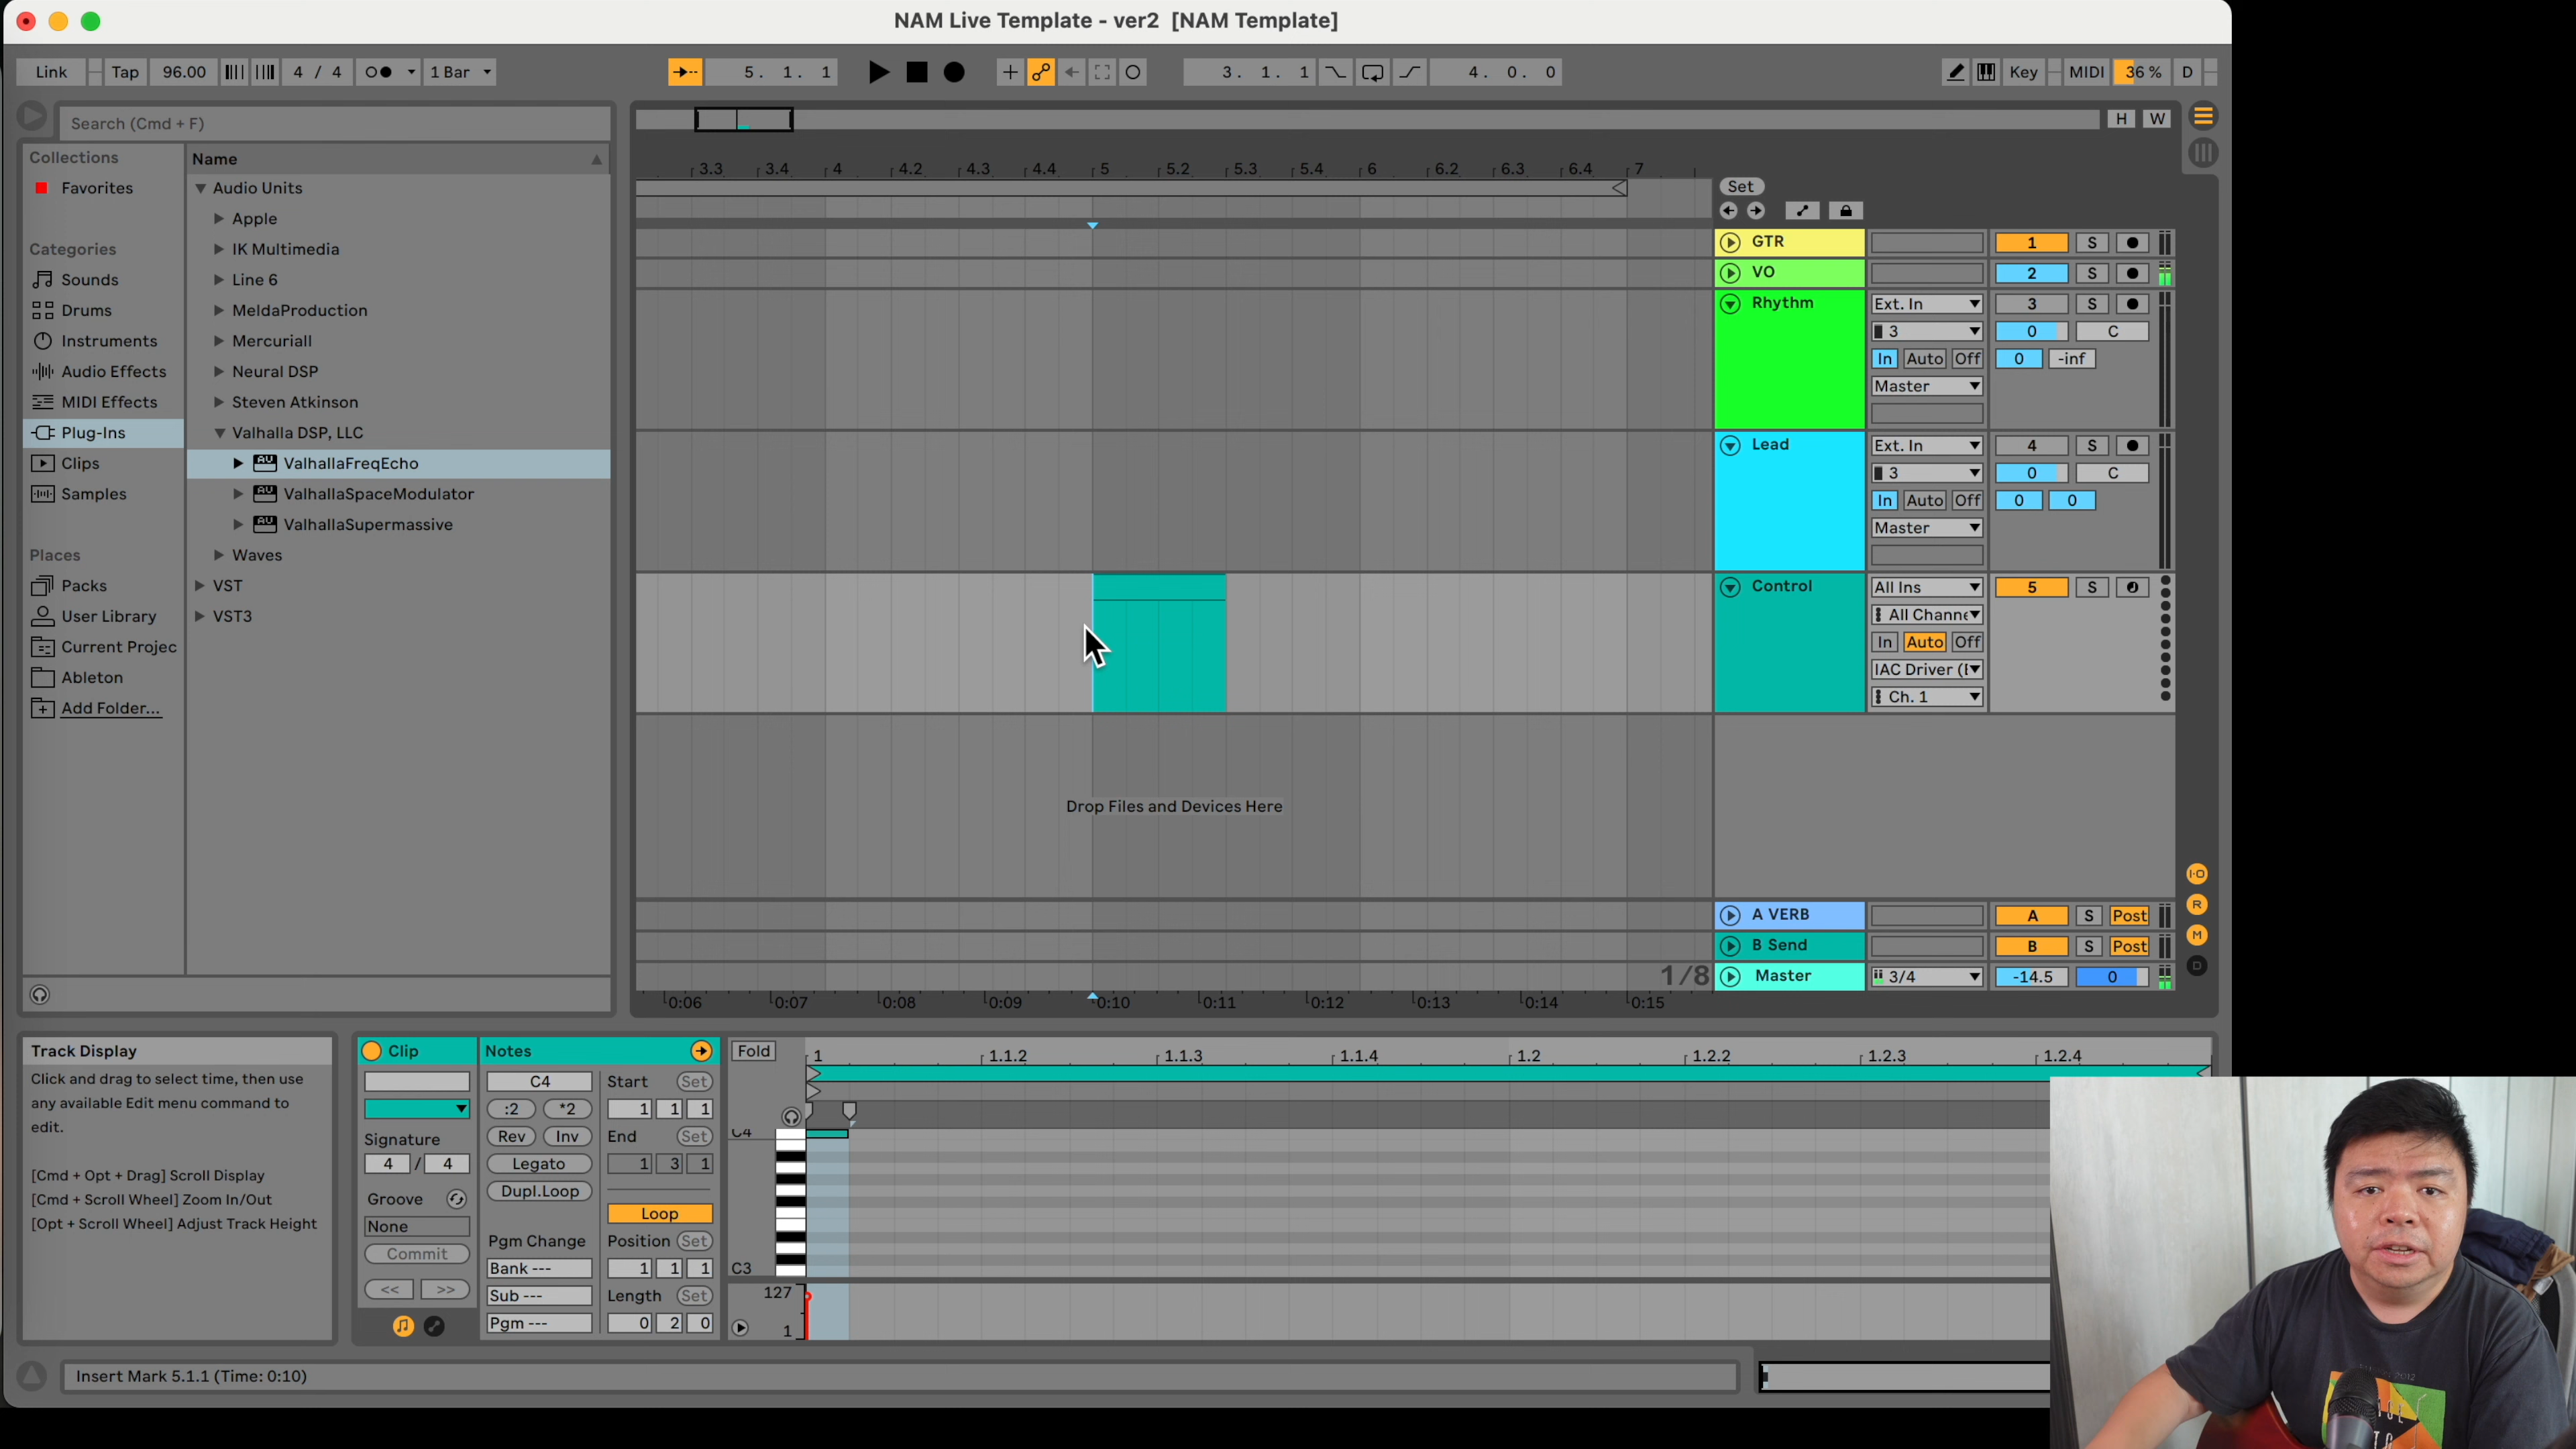 NAM Live Template - ver2 [NAM Template]
Link Tap 96.00 4 / 4 1 Bar 5. 1. 1 3. 1. 1 4. 0. 0 Key MIDI 36 % D
Search (Cmd + F)
H W
Collections
Favorites
Categories
Sounds
Drums
Instruments
Audio Effects
MIDI Effects
Plug-Ins
Clips
Samples
Places
Packs
User Library
Current Projec
Ableton
Add Folder...
Name
Audio Units
Apple
IK Multimedia
Line 6
MeldaProduction
Mercuriall
Neural DSP
Steven Atkinson
Valhalla DSP, LLC
ValhallaFreqEcho
ValhallaSpaceModulator
ValhallaSupermassive
Waves
VST
VST3
3.3 3.4 4 4.2 4.3 4.4 5 5.2 5.3 5.4 6 6.2 6.3 6.4 7
Set
GTR 1 S
VO 2 S
Rhythm Ext. In 3 S
3 0 C
In Auto Off 0 -inf
Master
Lead Ext. In 4 S
3 0 C
In Auto Off 0 0
Master
Control All Ins 5 S
All Channe
In Auto Off
IAC Driver (I
Ch. 1
Drop Files and Devices Here
A VERB A S Post
B Send B S Post
1/8 Master 3/4 -14.5 0
I·O
R
M
D
0:06 0:07 0:08 0:09 0:10 0:11 0:12 0:13 0:14 0:15
Track Display
Click and drag to select time, then use
any available Edit menu command to
edit.
[Cmd + Opt + Drag] Scroll Display
[Cmd + Scroll Wheel] Zoom In/Out
[Opt + Scroll Wheel] Adjust Track Height
Clip
Signature
4 / 4
Groove
None
Commit
<< >>
Notes
C4
:2 *2
Rev Inv
Legato
Dupl.Loop
Pgm Change
Bank ---
Sub ---
Pgm ---
Start Set
1 1 1
End Set
1 3 1
Loop
Position Set
1 1 1
Length Set
0 2 0
Fold
1 1.1.2 1.1.3 1.1.4 1.2 1.2.2 1.2.3 1.2.4
C4
C3
127
1
Insert Mark 5.1.1 (Time: 0:10)